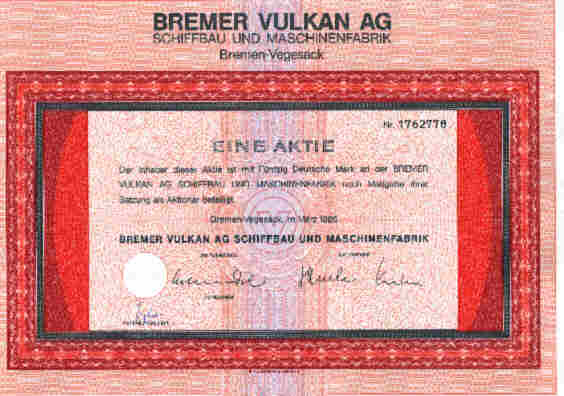 BREMER VULKAN AG
SCHIFFBAU UND MASCHINENFABRIK
Bremen-Vegesack
Nr. 1762778
EINE AKTIE
Der Inhaber dieser Aktie ist mit Fünfzig Deutsche Mark an der BREMER
VULKAN AG SCHIFFBAU UND MASCHINENFABRIK nach Maßgabe ihrer
Satzung als Aktionär beteiligt.
Bremen-Vegesack, im März
BREMER VULKAN AG SCHIFFBAU UND MASCHINENFABRIK